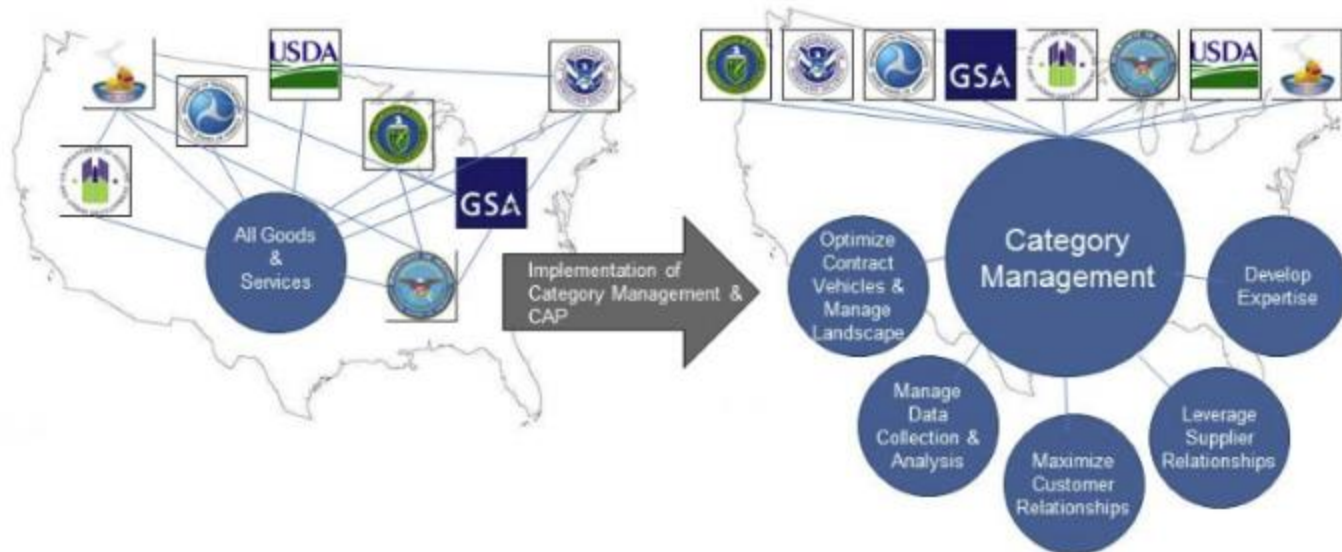 USDA
GSA
All Goods
&
Services
Implementation of
Category Management &
CAP
GSA
USDA
Category
Management
Optimize
Contract
Vehicles &
Manage
Landscape
Develop
Expertise
Manage
Data
Collection &
Analysis
Leverage
Supplier
Relationships
Maximize
Customer
Relationships